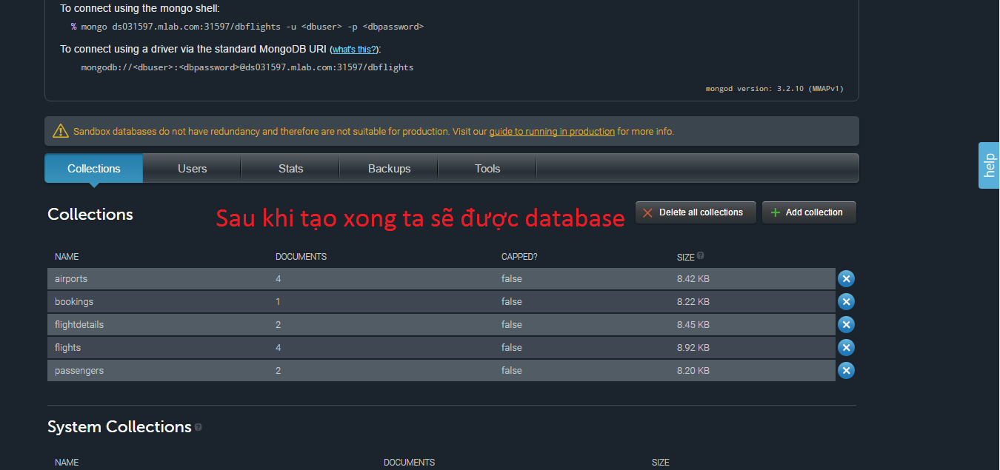 To connect using the mongo shell:
% mongo ds031597.mlab.com:31597/dbflights -u <dbuser> -p <dbpassword>
To connect using a driver via the standard MongoDB URI (what's this?):
mongodb://<dbuser>:<dbpassword>@ds031597.mlab.com:31597/dbflights
mongod version: 3.2.10 (MMAPv1)
Sandbox databases do not have redundancy and therefore are not suitable for production. Visit our guide to running in production for more info.
help
Collections Users Stats Backups Tools
Collections
Sau khi tạo xong ta sẽ được database
Delete all collections
Add collection
NAME DOCUMENTS CAPPED? SIZE ?
airports 4 false 8.42 KB
bookings 1 false 8.22 KB
flightdetails 2 false 8.45 KB
flights 4 false 8.92 KB
passengers 2 false 8.20 KB
System Collections ?
NAME DOCUMENTS SIZE